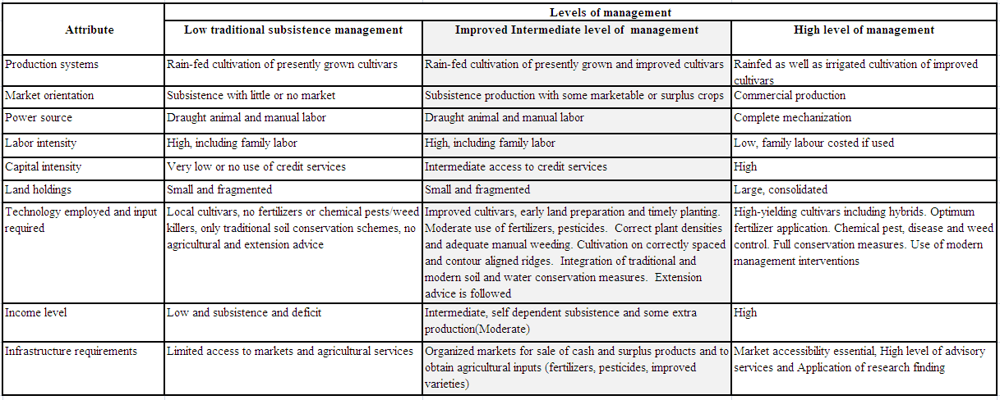 Attribute
Levels of management
Low traditional subsistence management
Improved Intermediate level of management
High level of management
Production systems
Rain-fed cultivation of presently grown cultivars
Rain-fed cultivation of presently grown and improved cultivars
Rainfed as well as irrigated cultivation of improved
cultivars
Market orientation
Subsistence with little or no market
Subsistence production with some marketable or surplus crops
Commercial production
Power source
Draught animal and manual labor
Draught animal and manual labor
Complete mechanization
Labor intensity
High, including family labor
High, including family labor
Low, family labour costed if used
Capital intensity
Very low or no use of credit services
Intermediate access to credit services
High
Land holdings
Small and fragmented
Small and fragmented
Large, consolidated
Technology employed and input
required
Local cultivars, no fertilizers or chemical pests/weed
killers, only traditional soil conservation schemes, no
agricultural and extension advice
Improved cultivars, early land preparation and timely planting.
Moderate use of fertilizers, pesticides. Correct plant densities
and adequate manual weeding. Cultivation on correctly spaced
and contour aligned ridges. Integration of traditional and
modern soil and water conservation measures. Extension
advice is followed
High-yielding cultivars including hybrids. Optimum
fertilizer application. Chemical pest, disease and weed
control. Full conservation measures. Use of modern
management interventions
Income level
Low and subsistence and deficit
Intermediate, self dependent subsistence and some extra
production(Moderate)
High
Infrastructure requirements
Limited access to markets and agricultural services
Organized markets for sale of cash and surplus products and to
obtain agricultural inputs (fertilizers, pesticides, improved
varieties)
Market accessibility essential, High level of advisory
services and Application of research finding